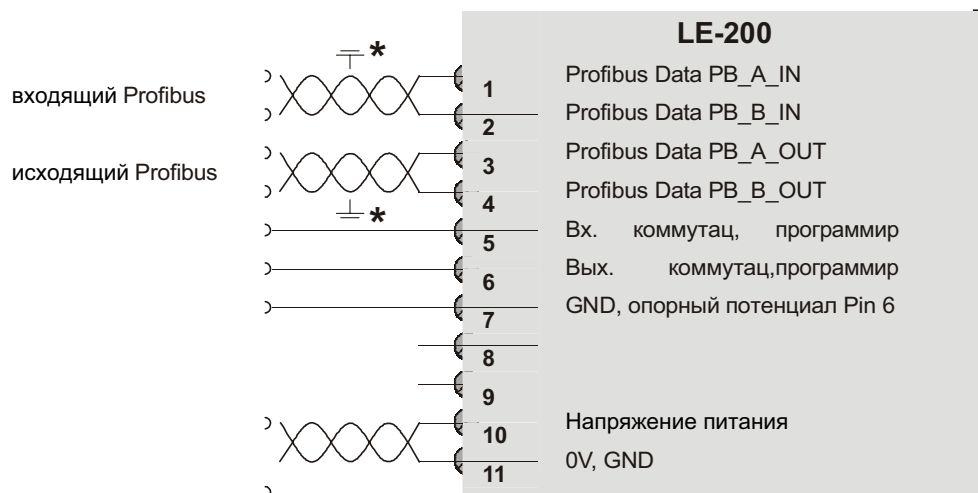 LE-200
*
входящий Profibus
1 Profibus Data PB_A_IN
2 Profibus Data PB_B_IN
исходящий Profibus
3 Profibus Data PB_A_OUT
4 Profibus Data PB_B_OUT
*
5 Вх. коммутац, программир
6 Вых. коммутац,программир
7 GND, опорный потенциал Pin 6
8
9
10 Напряжение питания
11 0V, GND